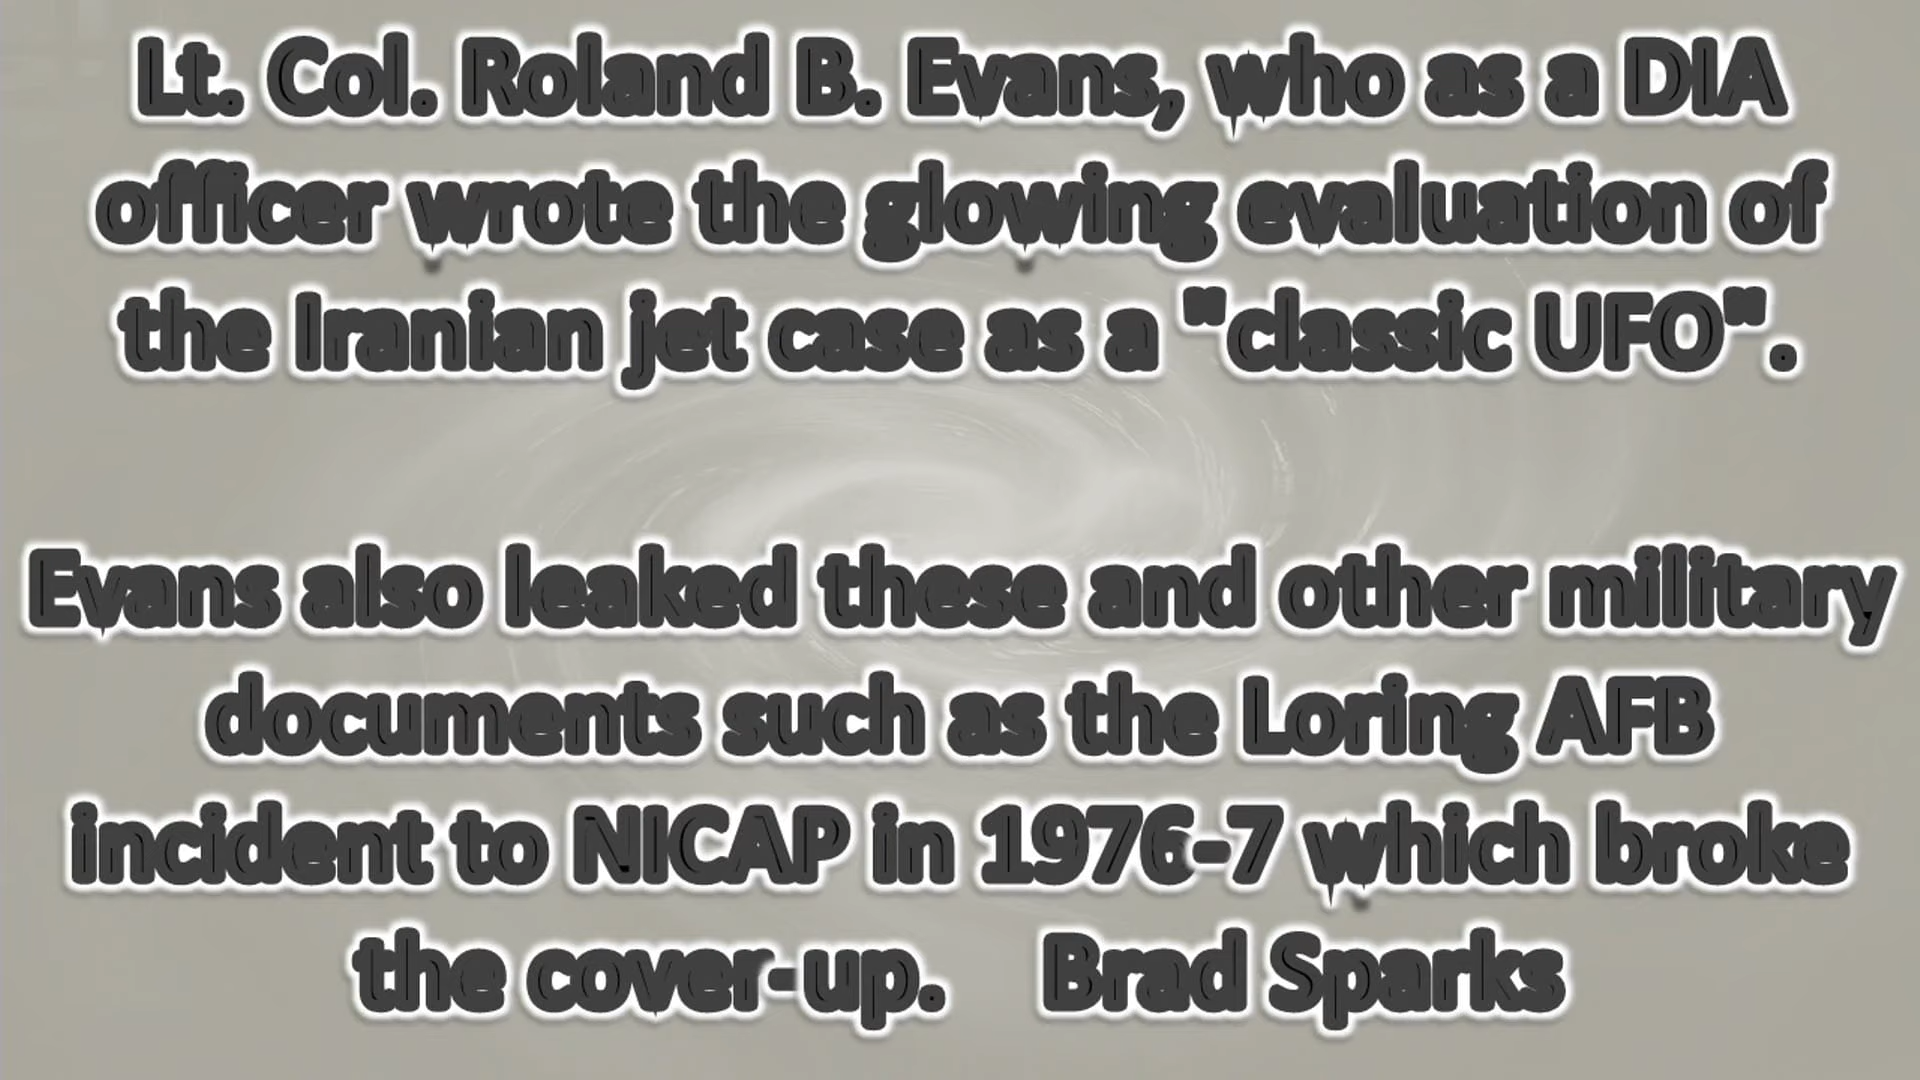 Lt. Col. Roland B. Evans, who as a DIA
officer wrote the glowing evaluation of
the Iranian jet case as a "classic UFO".
Evans also leaked these and other military
documents such as the Loring AFB
incident to NICAP in 1976-7 which broke
the cover-up. Brad Sparks